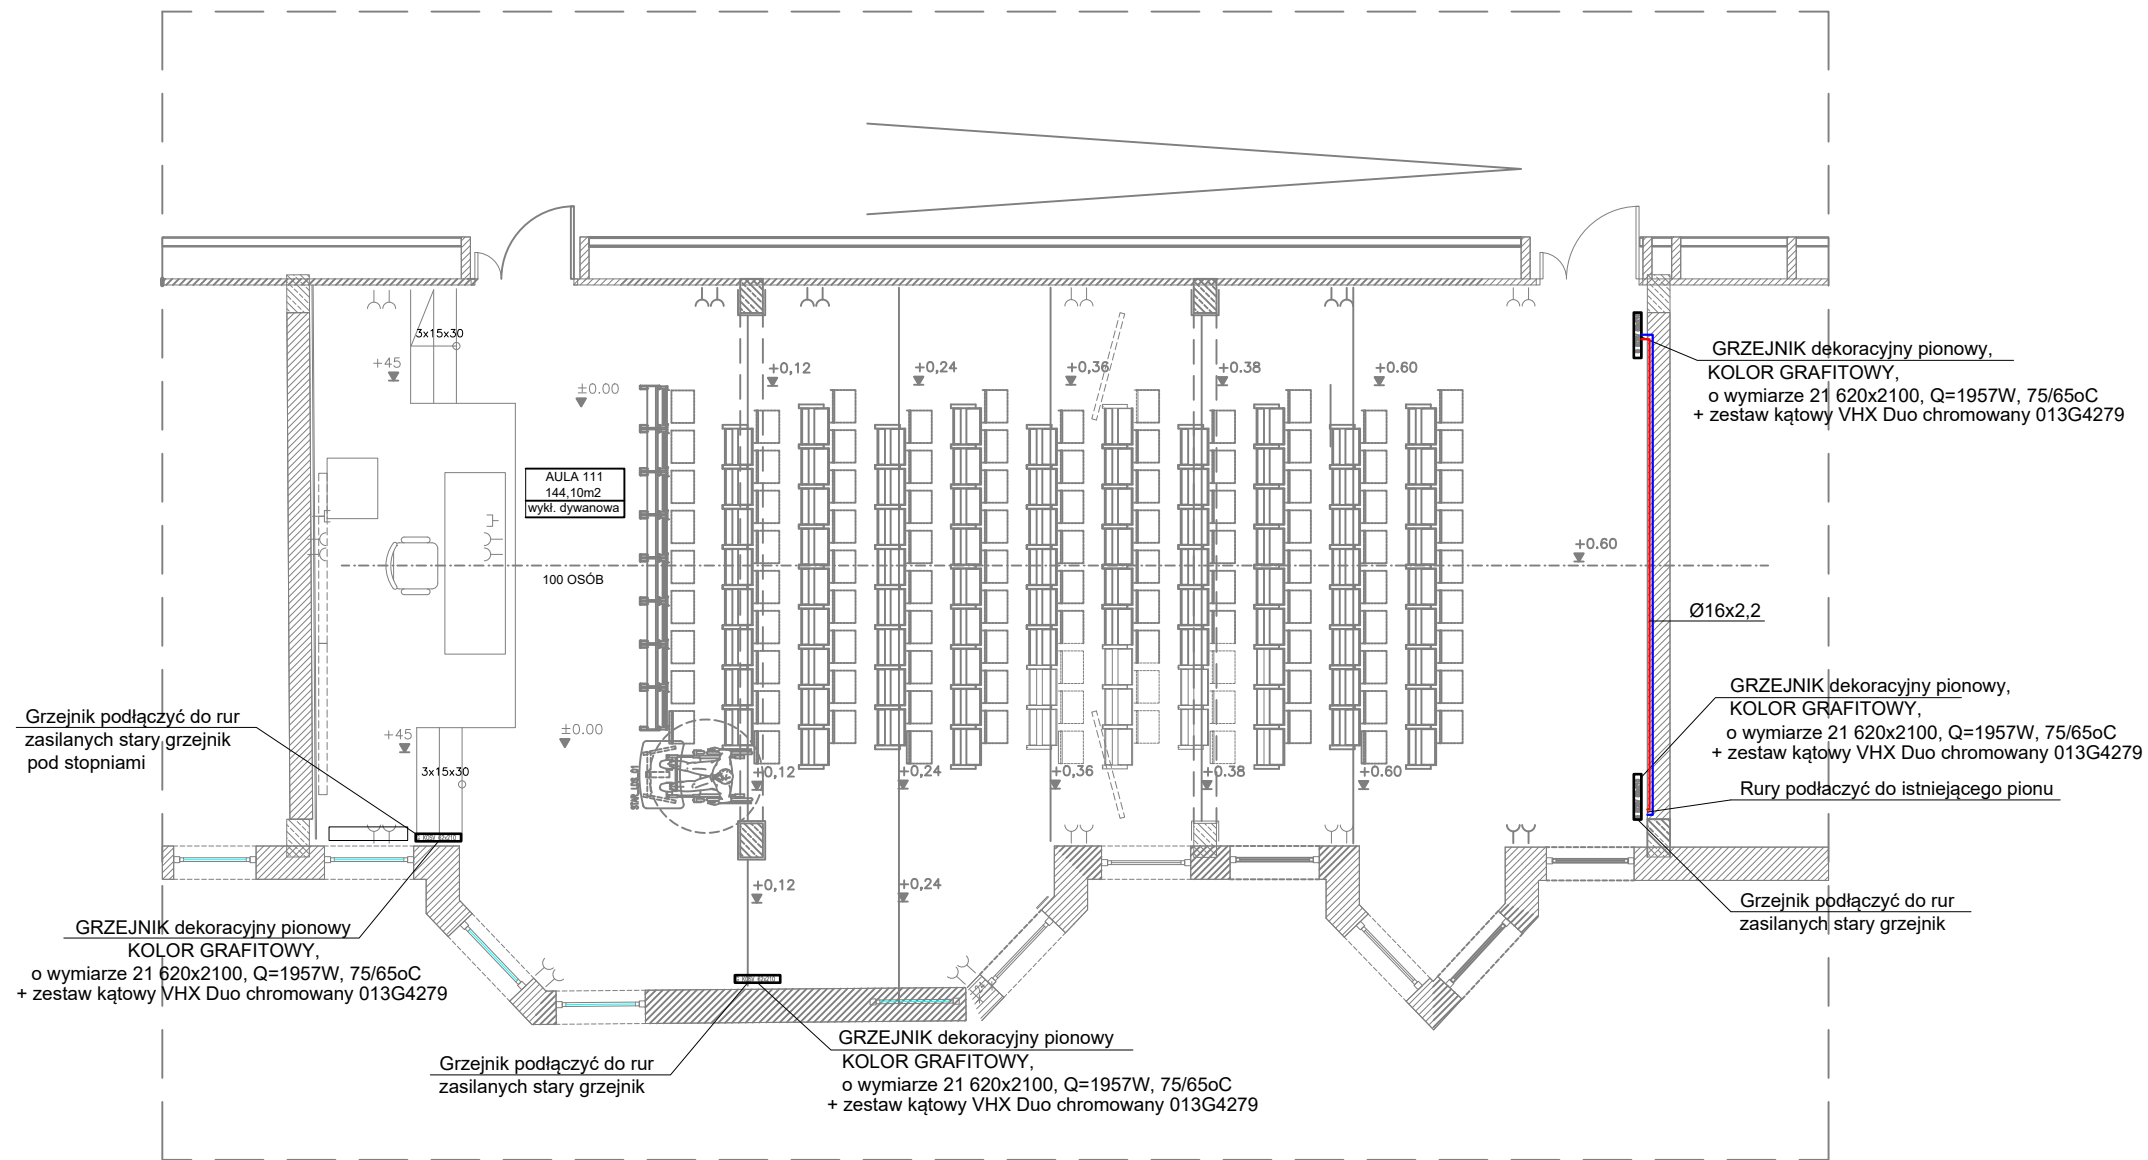 3x15x30
+45
±0.00
+0,12
+0,24
+0,36
+0.38
+0.60
GRZEJNIK dekoracyjny pionowy,
KOLOR GRAFITOWY,
o wymiarze 21 620x2100, Q=1957W, 75/65oC
+ zestaw kątowy VHX Duo chromowany 013G4279
AULA 111
144,10m2
wykł. dywanowa
100 OSÓB
+0.60
Ø16x2,2
GRZEJNIK dekoracyjny pionowy,
KOLOR GRAFITOWY,
o wymiarze 21 620x2100, Q=1957W, 75/65oC
+ zestaw kątowy VHX Duo chromowany 013G4279
Rury podłaczyć do istniejącego pionu
Grzejnik podłączyć do rur
zasilanych stary grzejnik
pod stopniami
+45
±0.00
3x15x30
STAR_LDS_01
+0,12
+0,24
+0,36
+0.38
+0.60
+0,12
+0,24
Grzejnik podłączyć do rur
zasilanych stary grzejnik
GRZEJNIK dekoracyjny pionowy
KOLOR GRAFITOWY,
o wymiarze 21 620x2100, Q=1957W, 75/65oC
+ zestaw kątowy VHX Duo chromowany 013G4279
24
Grzejnik podłączyć do rur
zasilanych stary grzejnik
GRZEJNIK dekoracyjny pionowy
KOLOR GRAFITOWY,
o wymiarze 21 620x2100, Q=1957W, 75/65oC
+ zestaw kątowy VHX Duo chromowany 013G4279